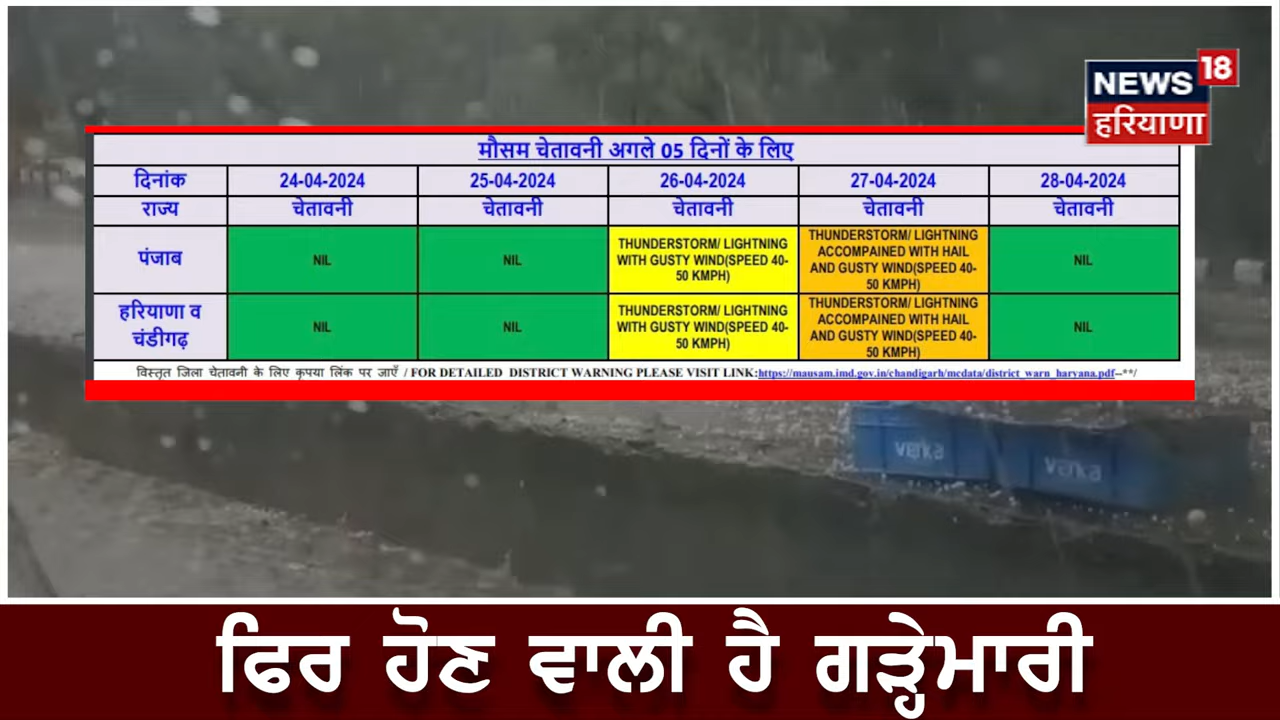 NEWS 18
हरियाणा
मौसम चेतावनी अगले 05 दिनों के लिए
दिनांक 24-04-2024 25-04-2024 26-04-2024 27-04-2024 28-04-2024
राज्य चेतावनी चेतावनी चेतावनी चेतावनी चेतावनी
पंजाब NIL NIL THUNDERSTORM/ LIGHTNING WITH GUSTY WIND(SPEED 40-50 KMPH) THUNDERSTORM/ LIGHTNING ACCOMPAINED WITH HAIL AND GUSTY WIND(SPEED 40-50 KMPH) NIL
हरियाणा व चंडीगढ़ NIL NIL THUNDERSTORM/ LIGHTNING WITH GUSTY WIND(SPEED 40-50 KMPH) THUNDERSTORM/ LIGHTNING ACCOMPAINED WITH HAIL AND GUSTY WIND(SPEED 40-50 KMPH) NIL
विस्तृत जिला चेतावनी के लिए कृपया लिंक पर जाएँ / FOR DETAILED DISTRICT WARNING PLEASE VISIT LINK:https://mausam.imd.gov.in/chandigarh/mcdata/district_warn_haryana.pdf--**/
verka verka
ਫਿਰ ਹੋਣ ਵਾਲੀ ਹੈ ਗੜ੍ਹੇਮਾਰੀ